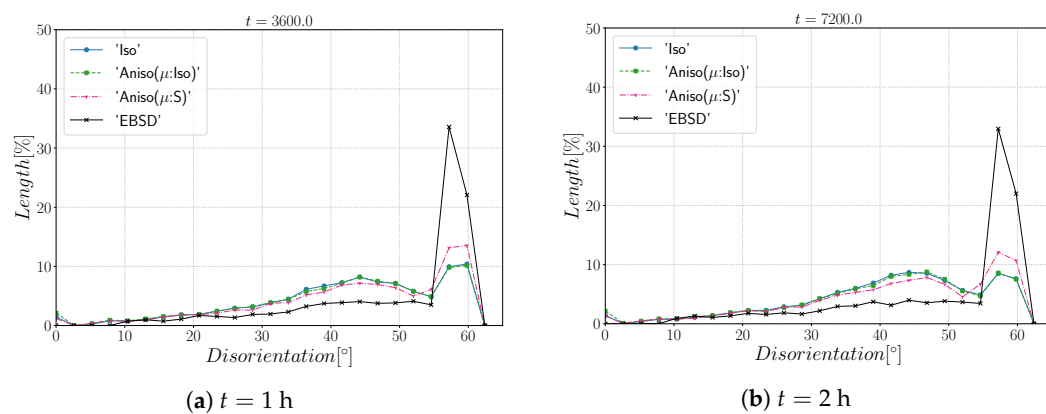 t = 3600.0
50
40
30
20
10
0
Length[%]
'Iso'
'Aniso(μ:Iso)'
'Aniso(μ:S)'
'EBSD'
0 10 20 30 40 50 60
Disorientation[°]
(a) t = 1 h
t = 7200.0
50
40
30
20
10
0
Length[%]
'Iso'
'Aniso(μ:Iso)'
'Aniso(μ:S)'
'EBSD'
0 10 20 30 40 50 60
Disorientation[°]
(b) t = 2 h